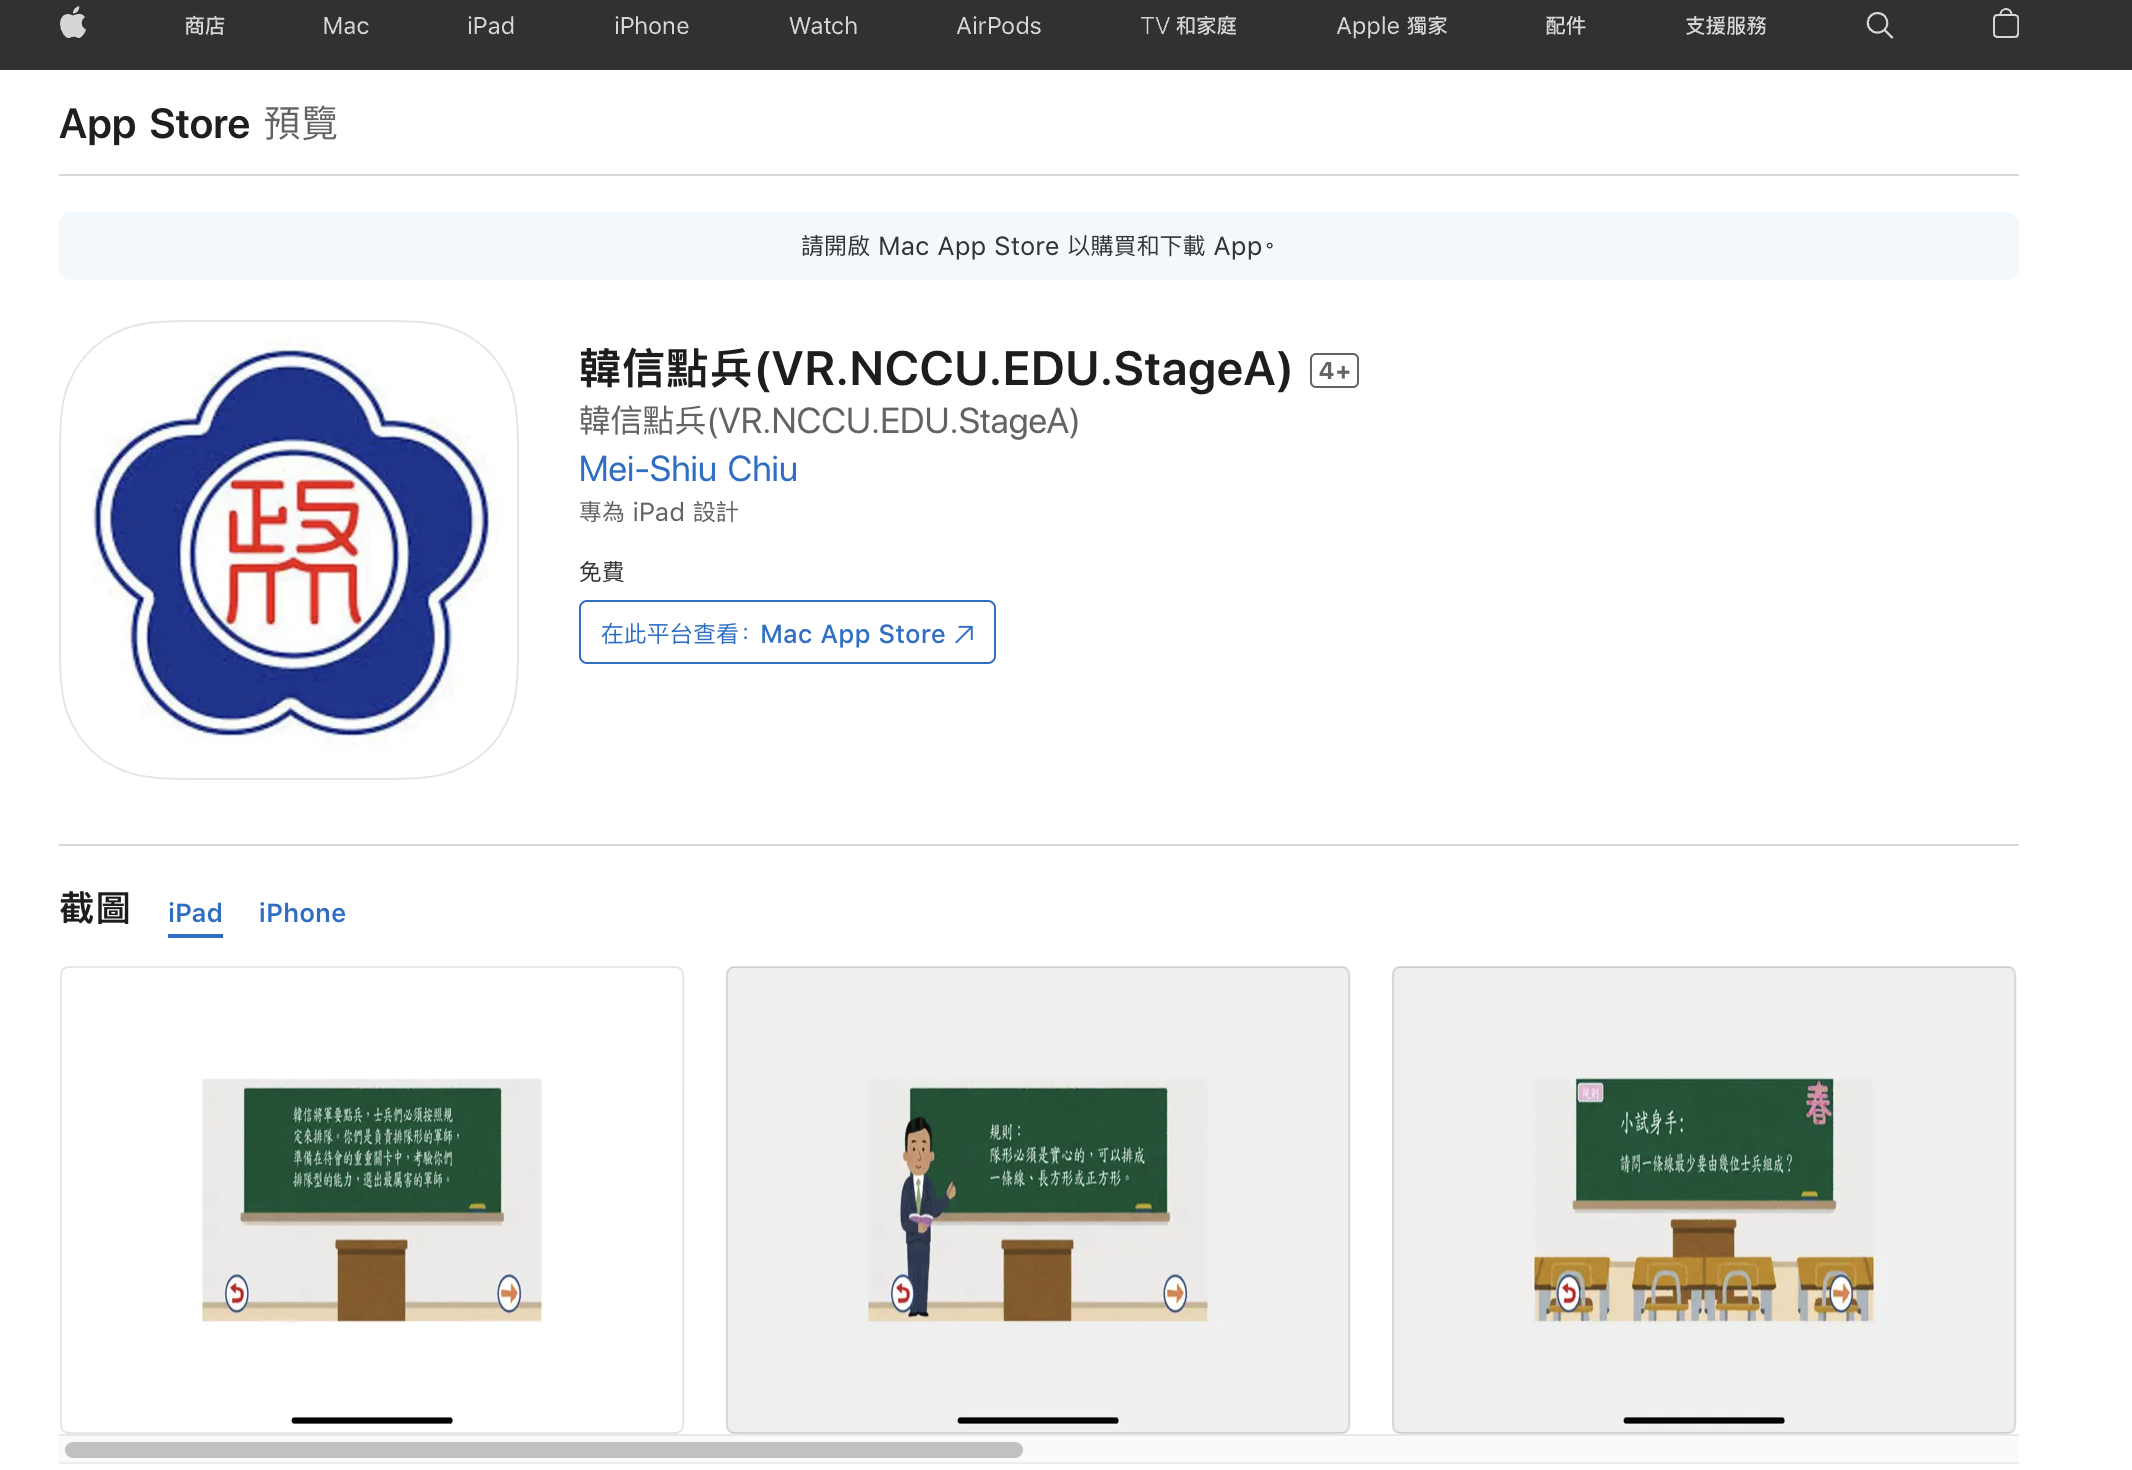 商店 Mac iPad iPhone Watch AirPods TV 和家庭 Apple 獨家 配件 支援服務
App Store 預覽
請開啟 Mac App Store 以購買和下載 App。
政大
韓信點兵(VR.NCCU.EDU.StageA) 4+
韓信點兵(VR.NCCU.EDU.StageA)
Mei-Shiu Chiu
專為 iPad 設計
免費
在此平台查看：Mac App Store
截圖 iPad iPhone
韓信將軍要點兵，士兵們必須按照規
定來排隊。你們是負責排隊形的軍師，
準備在待會的重重關卡中，考驗你們
排隊型的能力，選出最厲害的軍師。
規則：
隊形必須是實心的，可以排成
一條線、長方形或正方形。
規則
春
小試身手：
請問一條線最少要由幾位士兵組成？